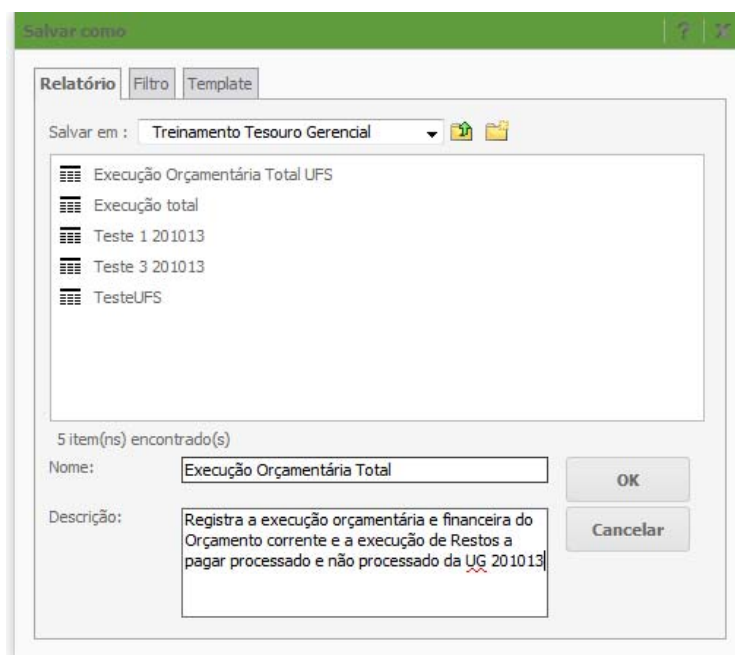 Salvar como
?
Relatório Filtro Template
Salvar em : Treinamento Tesouro Gerencial
Execução Orçamentária Total UFS
Execução total
Teste 1 201013
Teste 3 201013
TesteUFS
5 item(ns) encontrado(s)
Nome: Execução Orçamentária Total
OK
Descrição: Registra a execução orçamentária e financeira do
Orçamento corrente e a execução de Restos a
pagar processado e não processado da UG 201013
Cancelar